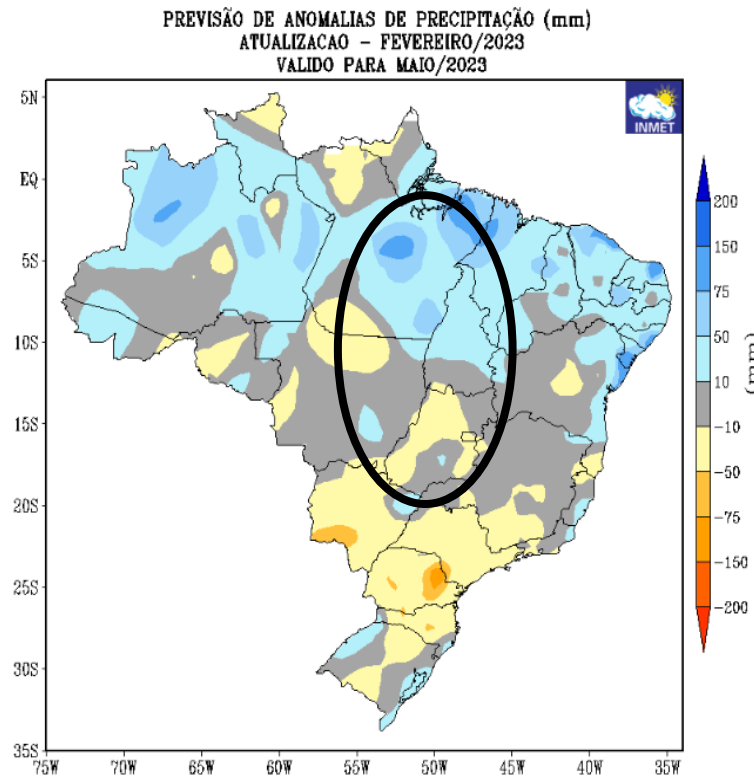 PREVISÃO DE ANOMALIAS DE PRECIPITAÇÃO (mm)
ATUALIZACAO - FEVEREIRO/2023
VALIDO PARA MAIO/2023
INMET
5N
EQ
5S
10S
15S
20S
25S
30S
35S
75W 70W 65W 60W 55W 50W 45W 40W 35W
200
150
75
50
10
-10
-50
-75
-150
-200
(mm)